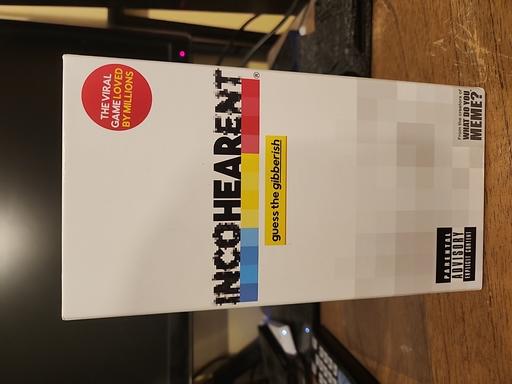 THE VIRAL
GAME LOVED
BY MILLIONS
INCOHEARENT®
guess the gibberish
PARENTAL
ADVISORY
EXPLICIT CONTENT
From the creators of
WHAT DO YOU
MEME?